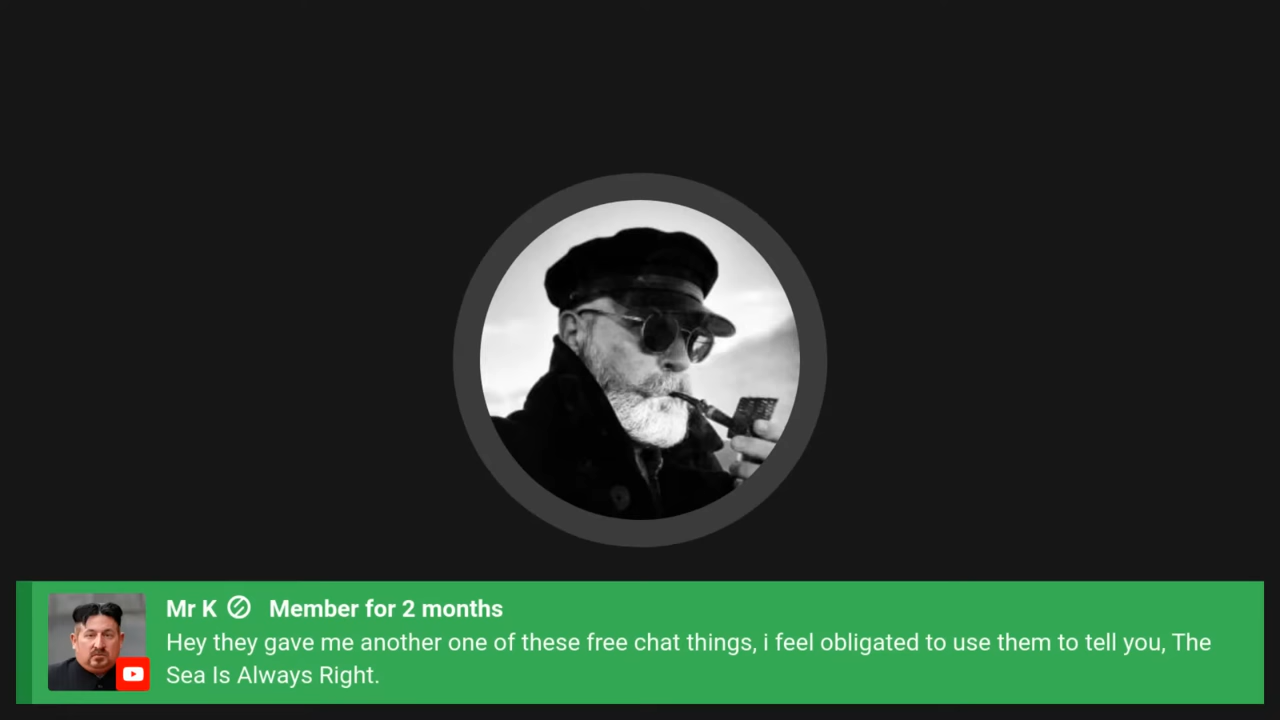 Mr K Member for 2 months
Hey they gave me another one of these free chat things, i feel obligated to use them to tell you, The
Sea Is Always Right.